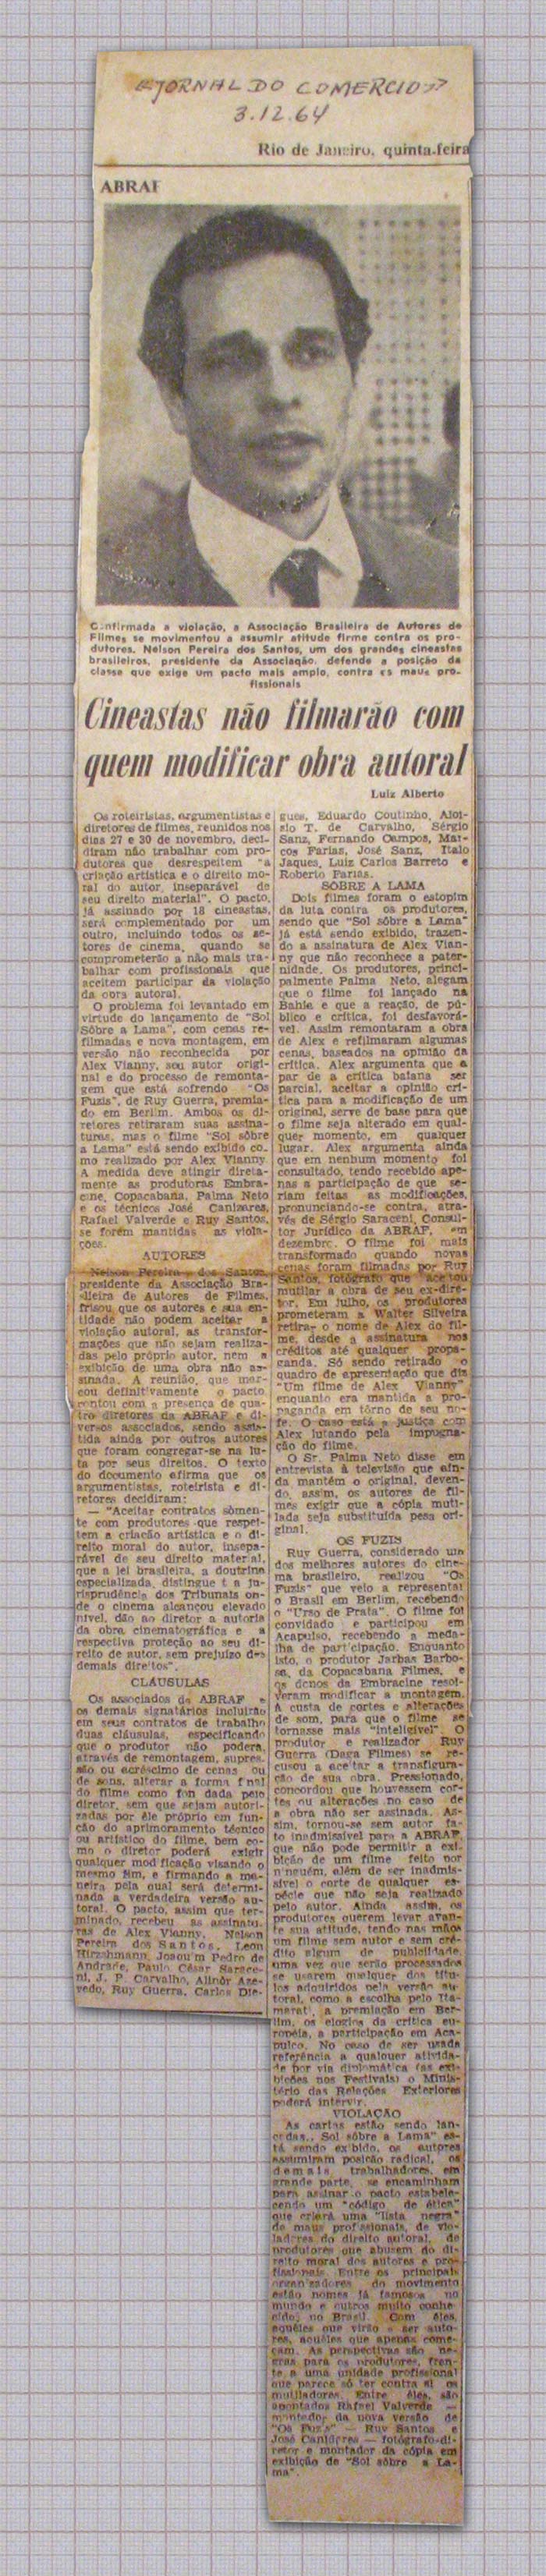 «JORNAL DO COMERCIO»
3.12.64
Rio de Janeiro, quinta-feira
ABRAF
Confirmada a violação, a Associação Brasileira de Autores de
Filmes se movimentou a assumir atitude firme contra os pro-
dutores. Nelson Pereira dos Santos, um dos grandes cineastas
brasileiros, presidente da Associação, defende a posição da
classe que exige um pacto mais amplo, contra os maus pro-
fissionais
Cineastas não filmarão com
quem modificar obra autoral
Luiz Alberto
Os roteiristas, argumentistas e
diretores de filmes, reunidos nos
dias 27 e 30 de novembro, deci-
diram não trabalhar com pro-
dutores que desrespeitem "a
criação artística e o direito mo-
ral do autor, inseparável de
seu direito material". O pacto,
já assinado por 18 cineastas,
será complementado por um
outro, incluindo todos os se-
tores de cinema, quando se
comprometerão a não mais tra-
balhar com profissionais que
aceitem participar da violação
da obra autoral.
O problema foi levantado em
virtude do lançamento de "Sol
Sôbre a Lama", com cenas re-
filmadas e nova montagem, em
versão não reconhecida por
Alex Vianny, seu autor origi-
nal e do processo de remonta-
gem que está sofrendo "Os
Fuzis", de Ruy Guerra, premia-
do em Berlim. Ambos os di-
retores retiraram suas assina-
turas, mas o filme "Sol sôbre
a Lama" está sendo exibido co-
mo realizado por Alex Vianny.
A medida deve atingir direta-
mente as produtoras Embra-
cine, Copacabana, Palma Neto
e os técnicos José Canizares,
Rafael Valverde e Ruy Santos,
se forem mantidas as viola-
ções.
AUTORES
Nelson Pereira dos Santos,
presidente da Associação Bra-
sileira de Autores de Filmes,
frisou que os autores e sua en-
tidade não podem aceitar a
violação autoral, as transfor-
mações que não sejam realiza-
das pelo próprio autor, nem a
exibição de uma obra não as-
sinada. A reunião, que mar-
cou definitivamente o pacto,
contou com a presença de qua-
tro diretores da ABRAF e di-
versos associados, sendo assis-
tida ainda por outros autores
que foram congregar-se na lu-
ta por seus direitos. O texto
do documento afirma que os
argumentistas, roteirista e di-
retores decidiram:
— "Aceitar contratos sômen-
te com produtores que respei-
tem a criação artística e o di-
reito moral do autor, insepa-
rável de seu direito material,
que a lei brasileira, a doutrina
especializada, distingue e a ju-
risprudência dos Tribunais on-
de o cinema alcançou elevado
nível, dão ao diretor a autoria
da obra cinematográfica e a
respectiva proteção ao seu di-
reito de autor, sem prejuízo dos
demais direitos".
CLÁUSULAS
Os associados da ABRAF e
os demais signatários incluirão
em seus contratos de trabalho
duas cláusulas, especificando
que o produtor não poderá,
através de remontagem, supres-
são ou acréscimo de cenas ou
de sons, alterar a forma final
do filme como foi dada pelo
diretor, sem que sejam autori-
zadas por êle próprio em fun-
ção do aprimoramento técnico
ou artístico do filme, bem co-
mo o diretor poderá exigir
qualquer modificação visando o
mesmo fim, e firmando a ma-
neira pela qual será determi-
nada a verdadeira versão au-
toral. O pacto, assim que ter-
minado, recebeu as assinatu-
ras de Alex Vianny, Nelson
Pereira dos Santos, Leon
Hirszhmann, Joaquim Pedro de
Andrade, Paulo César Sarace-
ni, J. P. Carvalho, Alinôr Aze-
vedo, Ruy Guerra, Carlos Die-
gues, Eduardo Coutinho, Aloi-
sio T. de Carvalho, Sérgio
Sanz, Fernando Campos, Mar-
cos Farias, José Sanz, Italo
Jaques, Luiz Carlos Barreto e
Roberto Farias.
SÔBRE A LAMA
Dois filmes foram o estopim
da luta contra os produtores,
sendo que "Sol sôbre a Lama"
já está sendo exibido, trazen-
do a assinatura de Alex Vian-
ny que não reconhece a pater-
nidade. Os produtores, princi-
palmente Palma Neto, alegam
que o filme foi lançado na
Bahia e que a reação, de pú-
blico e crítica, foi desfavorá-
vel. Assim remontaram a obra
de Alex e refilmaram algumas
cenas, baseados na opinião da
crítica. Alex argumenta que a
par de a crítica baiana ser
parcial, aceitar a opinião crí-
tica para a modificação de um
original, serve de base para que
o filme seja alterado em qual-
quer momento, em qualquer
lugar. Alex argumenta ainda
que em nenhum momento foi
consultado, tendo recebido ape-
nas a participação de que se-
riam feitas as modificações,
pronunciando-se contra, atra-
vés de Sérgio Saraceni, Consul-
tor Jurídico da ABRAF, em
dezembro. O filme foi mais
transformado quando novas
cenas foram filmadas por Ruy
Santos, fotógrafo que aceitou
mutilar a obra de seu ex-dire-
tor. Em julho, os produtores
prometeram a Walter Silveira
retirar o nome de Alex do fil-
me, desde a assinatura nos
créditos até qualquer propa-
ganda. Só sendo retirado o
quadro de apresentação que diz
"Um filme de Alex Vianny"
enquanto era mantida a pro-
paganda em tôrno de seu no-
me. O caso está a justiça com
Alex lutando pela impugna-
ção do filme.
O Sr. Palma Neto disse em
entrevista à televisão que ain-
da mantém o original, deven-
do, assim, os autores de fil-
mes exigir que a cópia muti-
lada seja substituída pesa ori-
ginal.
OS FUZIS
Ruy Guerra, considerado um
dos melhores autores do cine-
ma brasileiro, realizou "Os
Fuzis" que veio a representar
o Brasil em Berlim, recebendo
o "Urso de Prata". O filme foi
convidado e participou em
Acapulco, recebendo a meda-
lha de participação. Enquanto
isto, o produtor Jarbas Barbo-
sa, da Copacabana Filmes, e
os donos da Embracine resol-
veram modificar a montagem,
à custa de cortes e alterações
de som, para que o filme se
tornasse mais "inteligível". O
produtor e realizador Ruy
Guerra (Daga Filmes) se re-
cusou a aceitar a transfigura-
ção de sua obra. Pressionado,
concordou que houvessem cor-
tes ou alterações no caso de
a obra não ser assinada. As-
sim, tornou-se sem autor fa-
to inadmissível para a ABRAF,
que não pode permitir a exi-
bição de um filme feito por
ninguém, além de ser inadmis-
sível o corte de qualquer es-
pécie que não seja realizado
pelo autor. Ainda assim, os
produtores querem levar avan-
te sua atitude, tendo nas mãos
um filme sem autor e sem cré-
dito algum de publicidade,
uma vez que serão processados
se usarem qualquer dos títu-
los adquiridos pela versão au-
toral, como a escolha pelo Ita-
marati, a premiação em Ber-
lim, os elogios da crítica eu-
ropéia, a participação em Aca-
pulco. No caso de ser usada
referência a qualquer ativida-
de por via diplomática (as exi-
bições nos Festivais) o Minis-
tério das Relações Exteriores
poderá intervir.
VIOLAÇÃO
As cartas estão sendo lan-
çadas. Sol sôbre a Lama" es-
tá sendo exibido, os autores
assumiram posição radical, os
demais trabalhadores, em
grande parte, se encaminham
para assinar o pacto estabele-
cendo um "código de ética"
que criará uma "lista negra"
de maus profissionais, de vio-
ladores do direito autoral, de
produtores que abusem do di-
reito moral dos autores e pro-
fissionais. Entre os principais
organizadores do movimento
estão nomes já famosos no
mundo e outros muito conhe-
cidos no Brasil. Com êles,
aquêles que virão a ser auto-
res, aquêles que apenas come-
çam. As perspectivas são ne-
gras para os produtores, fren-
te a uma unidade profissional
que parece só ter contra si os
mutiladores. Entre êles, são
apontados Rafael Valverde —
montador da nova versão de
"Os Fuzis" — Ruy Santos e
José Canizares — fotógrafo-di-
retor e montador da cópia em
exibição de "Sol sôbre a La-
ma".